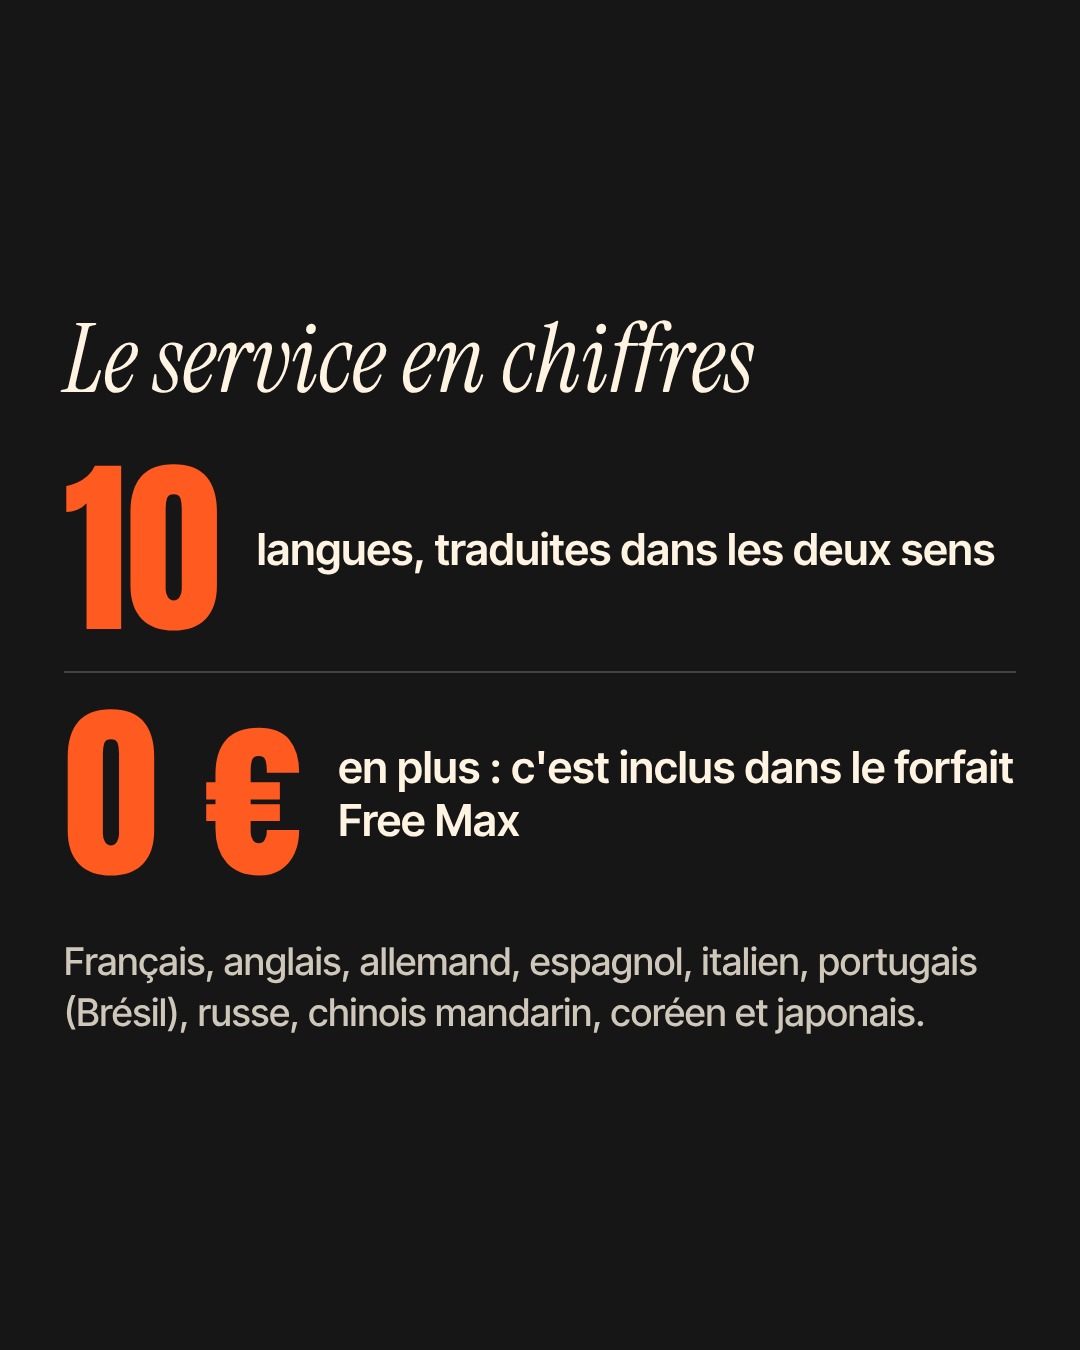 Le service en chiffres
10
langues, traduites dans les deux sens
0 €
en plus : c'est inclus dans le forfait
Free Max
Français, anglais, allemand, espagnol, italien, portugais
(Brésil), russe, chinois mandarin, coréen et japonais.